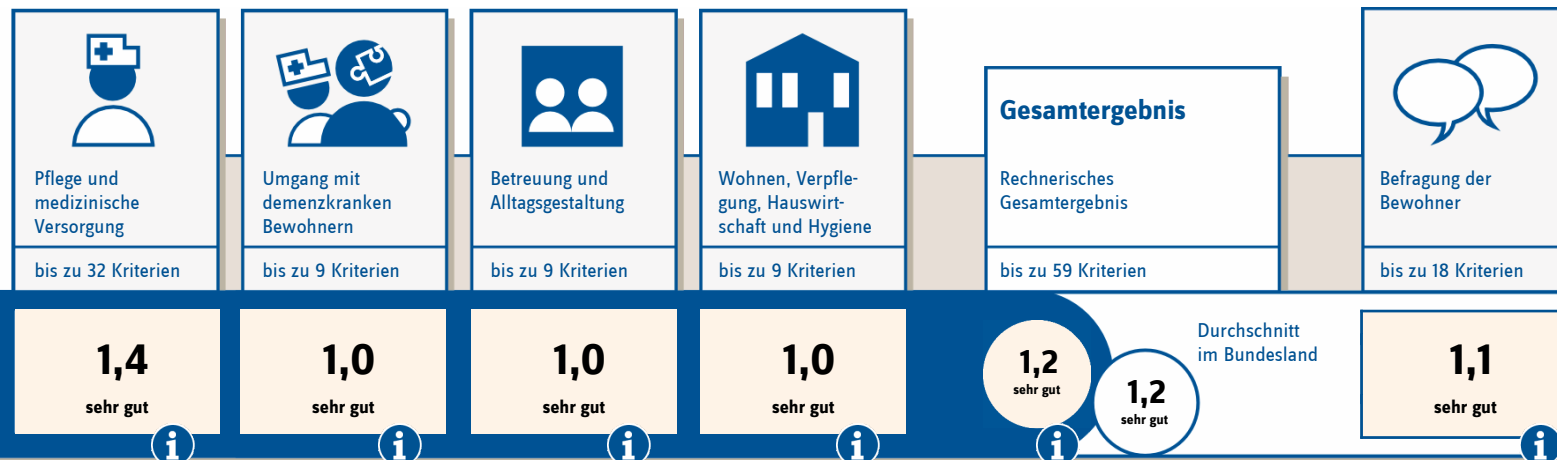 Pflege und
medizinische
Versorgung
bis zu 32 Kriterien
1,4
sehr gut
i
Umgang mit
demenzkranken
Bewohnern
bis zu 9 Kriterien
1,0
sehr gut
i
Betreuung und
Alltagsgestaltung
bis zu 9 Kriterien
1,0
sehr gut
i
Wohnen, Verpfle-
gung, Hauswirt-
schaft und Hygiene
bis zu 9 Kriterien
1,0
sehr gut
i
Gesamtergebnis
Rechnerisches
Gesamtergebnis
bis zu 59 Kriterien
1,2
sehr gut
i
Durchschnitt
im Bundesland
1,2
sehr gut
Befragung der
Bewohner
bis zu 18 Kriterien
1,1
sehr gut
i